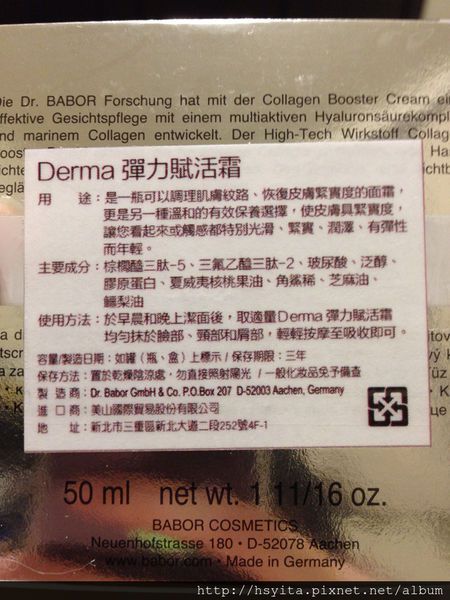 Die Dr. BABOR Forschung hat mit der Collagen Booster Cream ein
effektive Gesichtspflege mit einem multiaktiven Hyaluronsäurekomple
und marinem Collagen entwickelt. Der High-Tech Wirkstoff Collag
Derma 彈力賦活霜
用 途：是一瓶可以調理肌膚紋路、恢復皮膚緊實度的面霜，
更是另一種溫和的有效保養選擇，使皮膚具緊實度，
讓您看起來或觸感都特別光滑、緊實、潤澤、有彈性
而年輕。
主要成分：棕櫚醯三肽-5、三氟乙醯三肽-2、玻尿酸、泛醇、
膠原蛋白、夏威夷核桃果油、角鯊稀、芝麻油、
鱷梨油
使用方法：於早晨和晚上潔面後，取適量Derma 彈力賦活霜
均勻抹於臉部、頸部和肩部，輕輕按摩至吸收即可。
容量/製造日期：如罐（瓶、盒）上標示 / 保存期限：三年
保存方法：置於乾燥陰涼處，勿直接照射陽光 / 一般化妝品免予備查
製 造 商：Dr. Babor GmbH & Co. P.O.Box 207 D-52003 Aachen, Germany
進 口 商：美山國際貿易股份有限公司
地 址：新北市三重區新北大道二段252號4F-1
50 ml net wt. 1 11/16 oz.
BABOR COSMETICS
Neuenhofstrasse 180 • D-52078 Aachen
www.babor.com • Made in Germany
http://hsyita.pixnet.net/album